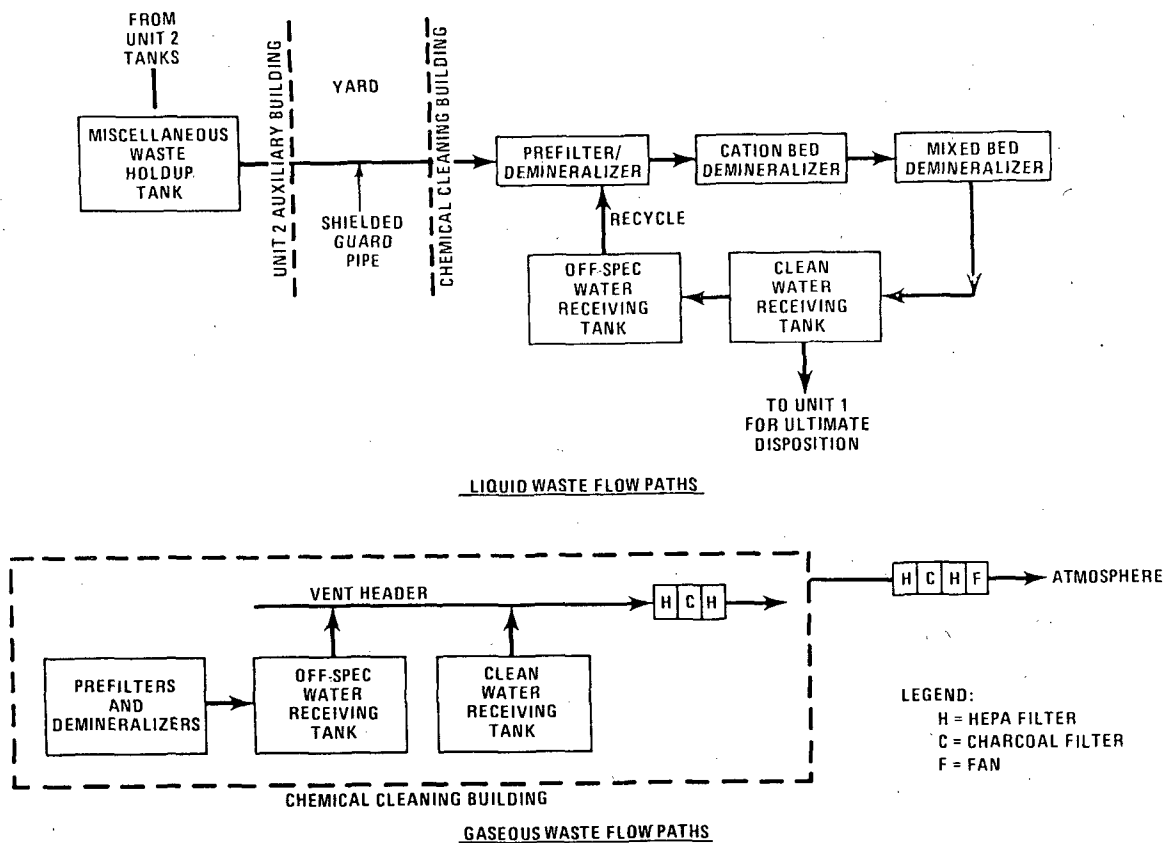 FROM
UNIT 2
TANKS
MISCELLANEOUS
WASTE
HOLDUP
TANK
UNIT 2 AUXILIARY BUILDING
YARD
SHIELDED
GUARD
PIPE
CHEMICAL CLEANING BUILDING
PREFILTER/
DEMINERALIZER
CATION BED
DEMINERALIZER
MIXED BED
DEMINERALIZER
RECYCLE
OFF-SPEC
WATER
RECEIVING
TANK
CLEAN
WATER
RECEIVING
TANK
TO UNIT 1
FOR ULTIMATE
DISPOSITION
LIQUID WASTE FLOW PATHS
VENT HEADER
H C H
H C H F
ATMOSPHERE
PREFILTERS
AND
DEMINERALIZERS
OFF-SPEC
WATER
RECEIVING
TANK
CLEAN
WATER
RECEIVING
TANK
LEGEND:
H = HEPA FILTER
C = CHARCOAL FILTER
F = FAN
CHEMICAL CLEANING BUILDING
GASEOUS WASTE FLOW PATHS